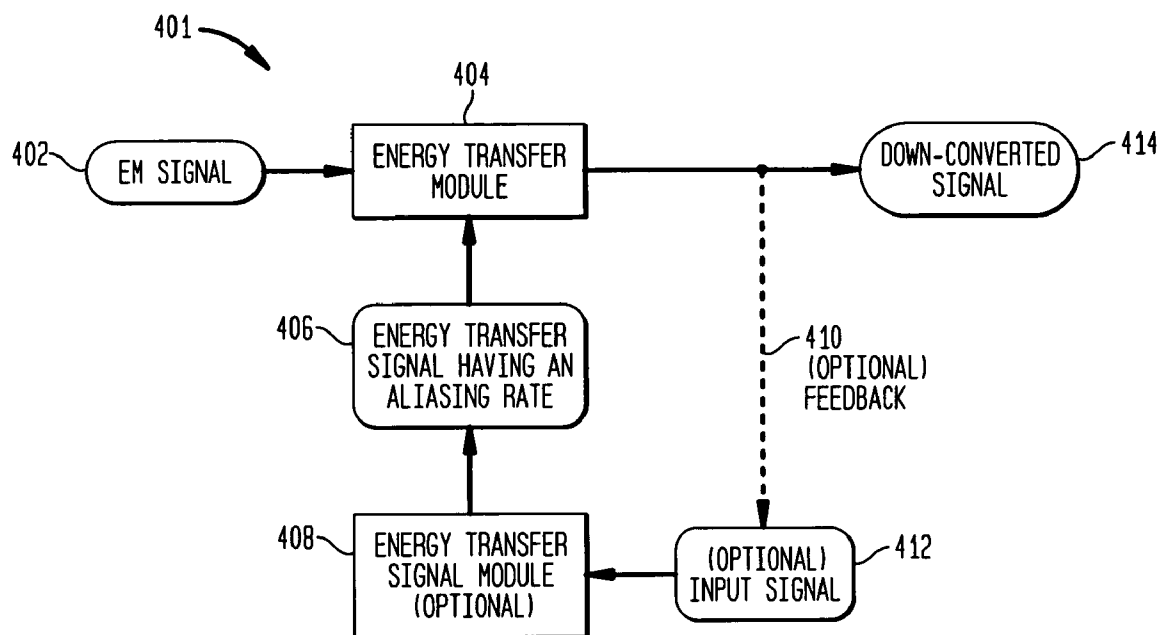 401
404
402
EM SIGNAL
ENERGY TRANSFER
MODULE
DOWN-CONVERTED
SIGNAL
414
406
ENERGY TRANSFER
SIGNAL HAVING AN
ALIASING RATE
410
(OPTIONAL)
FEEDBACK
408
ENERGY TRANSFER
SIGNAL MODULE
(OPTIONAL)
(OPTIONAL)
INPUT SIGNAL
412